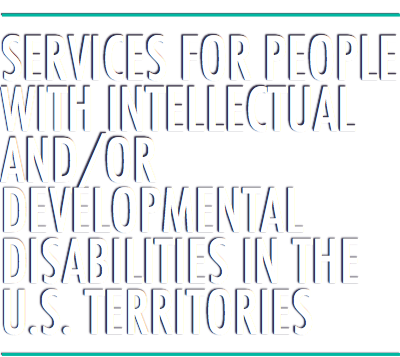 SERVICES FOR PEOPLE
WITH INTELLECTUAL
AND/OR
DEVELOPMENTAL
DISABILITIES IN THE
U.S. TERRITORIES